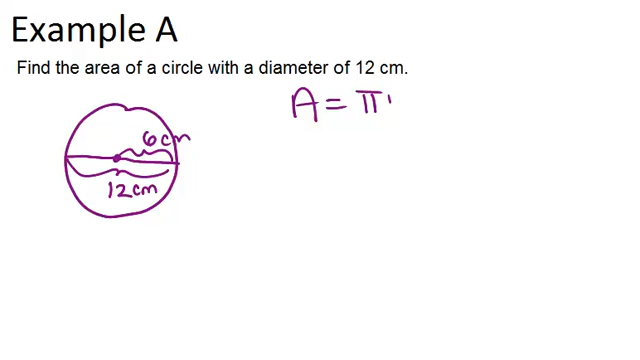 Example A
Find the area of a circle with a diameter of 12 cm.
A = π
6cm
12cm